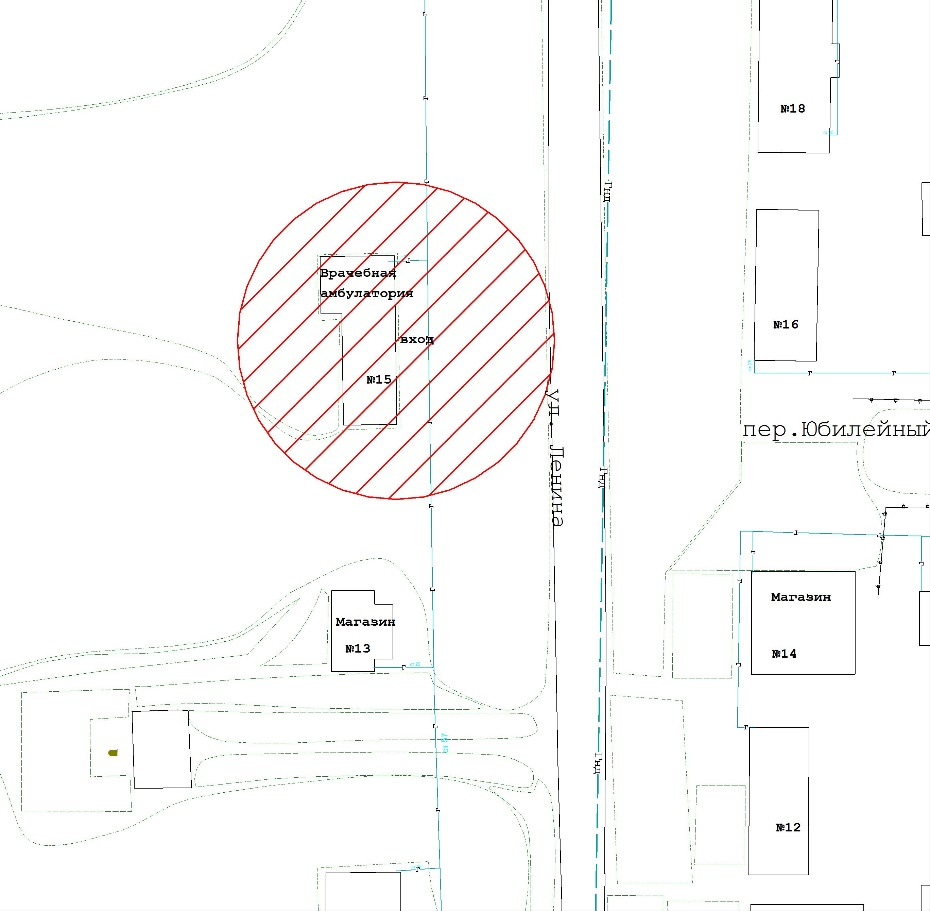 №18
Врачебная
амбулатория
№16
вход
№15
ул. Ленина
пер.Юбилейный
Магазин
№14
Магазин
№13
№12